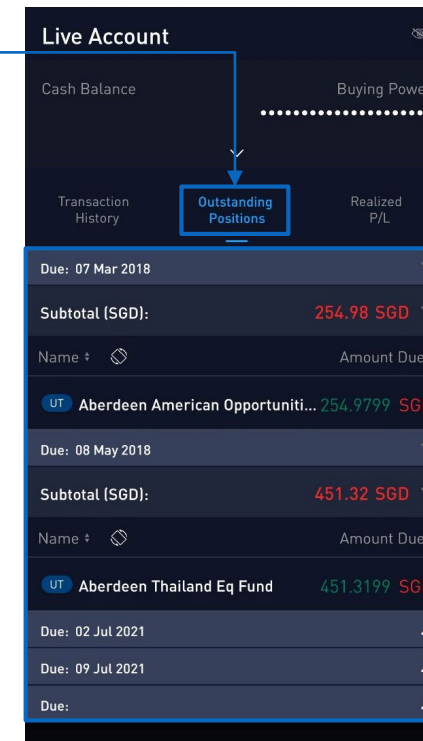 Live Account
Cash Balance
Buying Powe
Transaction
History
Outstanding
Positions
Realized
P/L
Due: 07 Mar 2018
Subtotal (SGD): 254.98 SGD
Name Amount Due
UT Aberdeen American Opportuniti... 254.9799 SG
Due: 08 May 2018
Subtotal (SGD): 451.32 SGD
Name Amount Due
UT Aberdeen Thailand Eq Fund 451.3199 SG
Due: 02 Jul 2021
Due: 09 Jul 2021
Due: